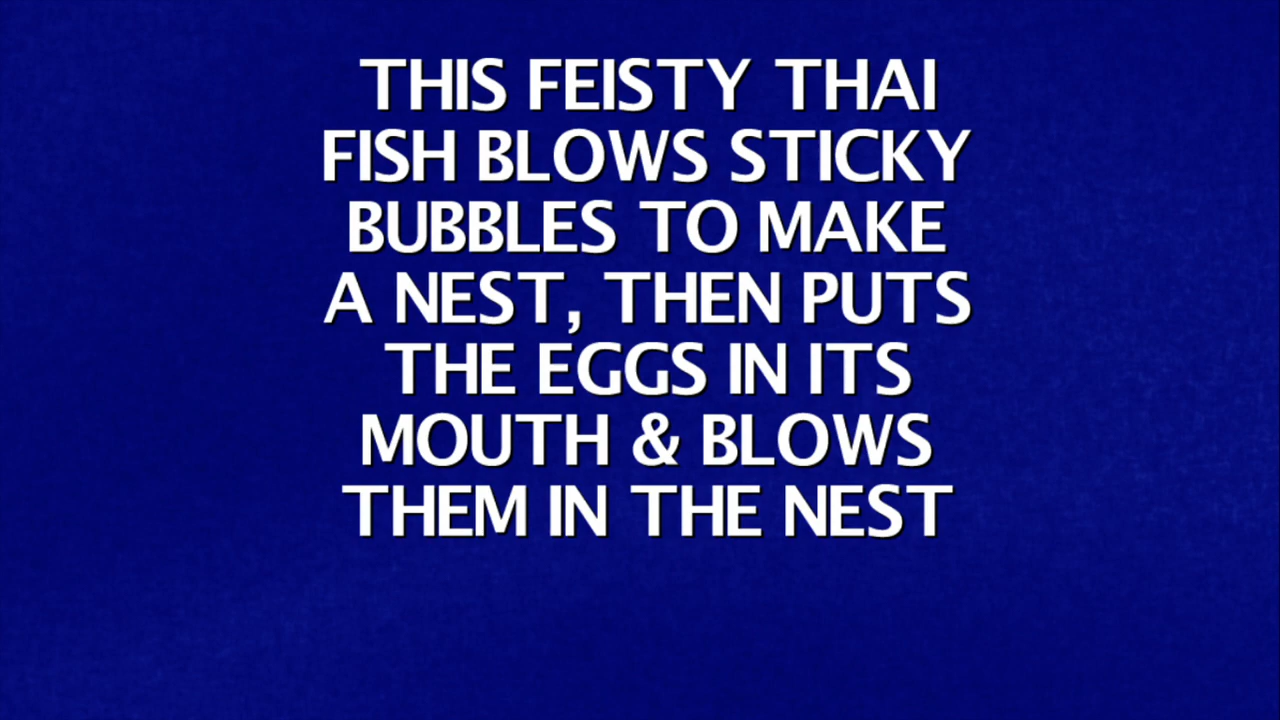 THIS FEISTY THAI
FISH BLOWS STICKY
BUBBLES TO MAKE
A NEST, THEN PUTS
THE EGGS IN ITS
MOUTH & BLOWS
THEM IN THE NEST